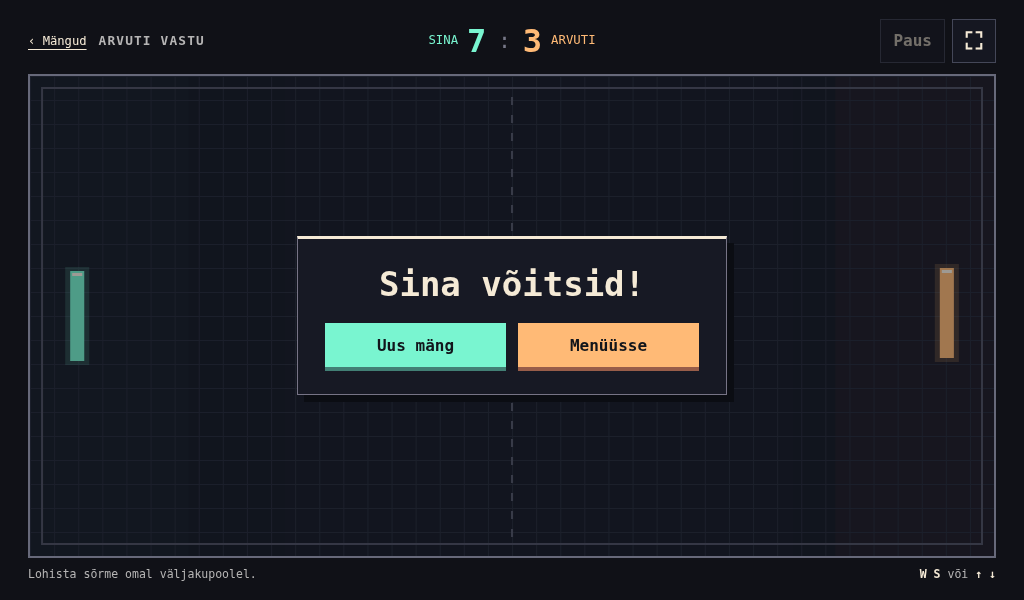 ‹ Mängud ARVUTI VASTU SINA 7 : 3 ARVUTI Paus
Sina võitsid!
Uus mäng Menüüsse
Lohista sõrme omal väljakupoolel. W S või ↑ ↓